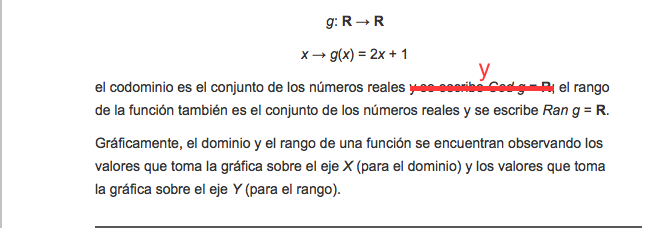 g: R → R
x → g(x) = 2x + 1
y
el codominio es el conjunto de los números reales y se escribe Cod g = R; el rango
de la función también es el conjunto de los números reales y se escribe Ran g = R.
Gráficamente, el dominio y el rango de una función se encuentran observando los
valores que toma la gráfica sobre el eje X (para el dominio) y los valores que toma
la gráfica sobre el eje Y (para el rango).